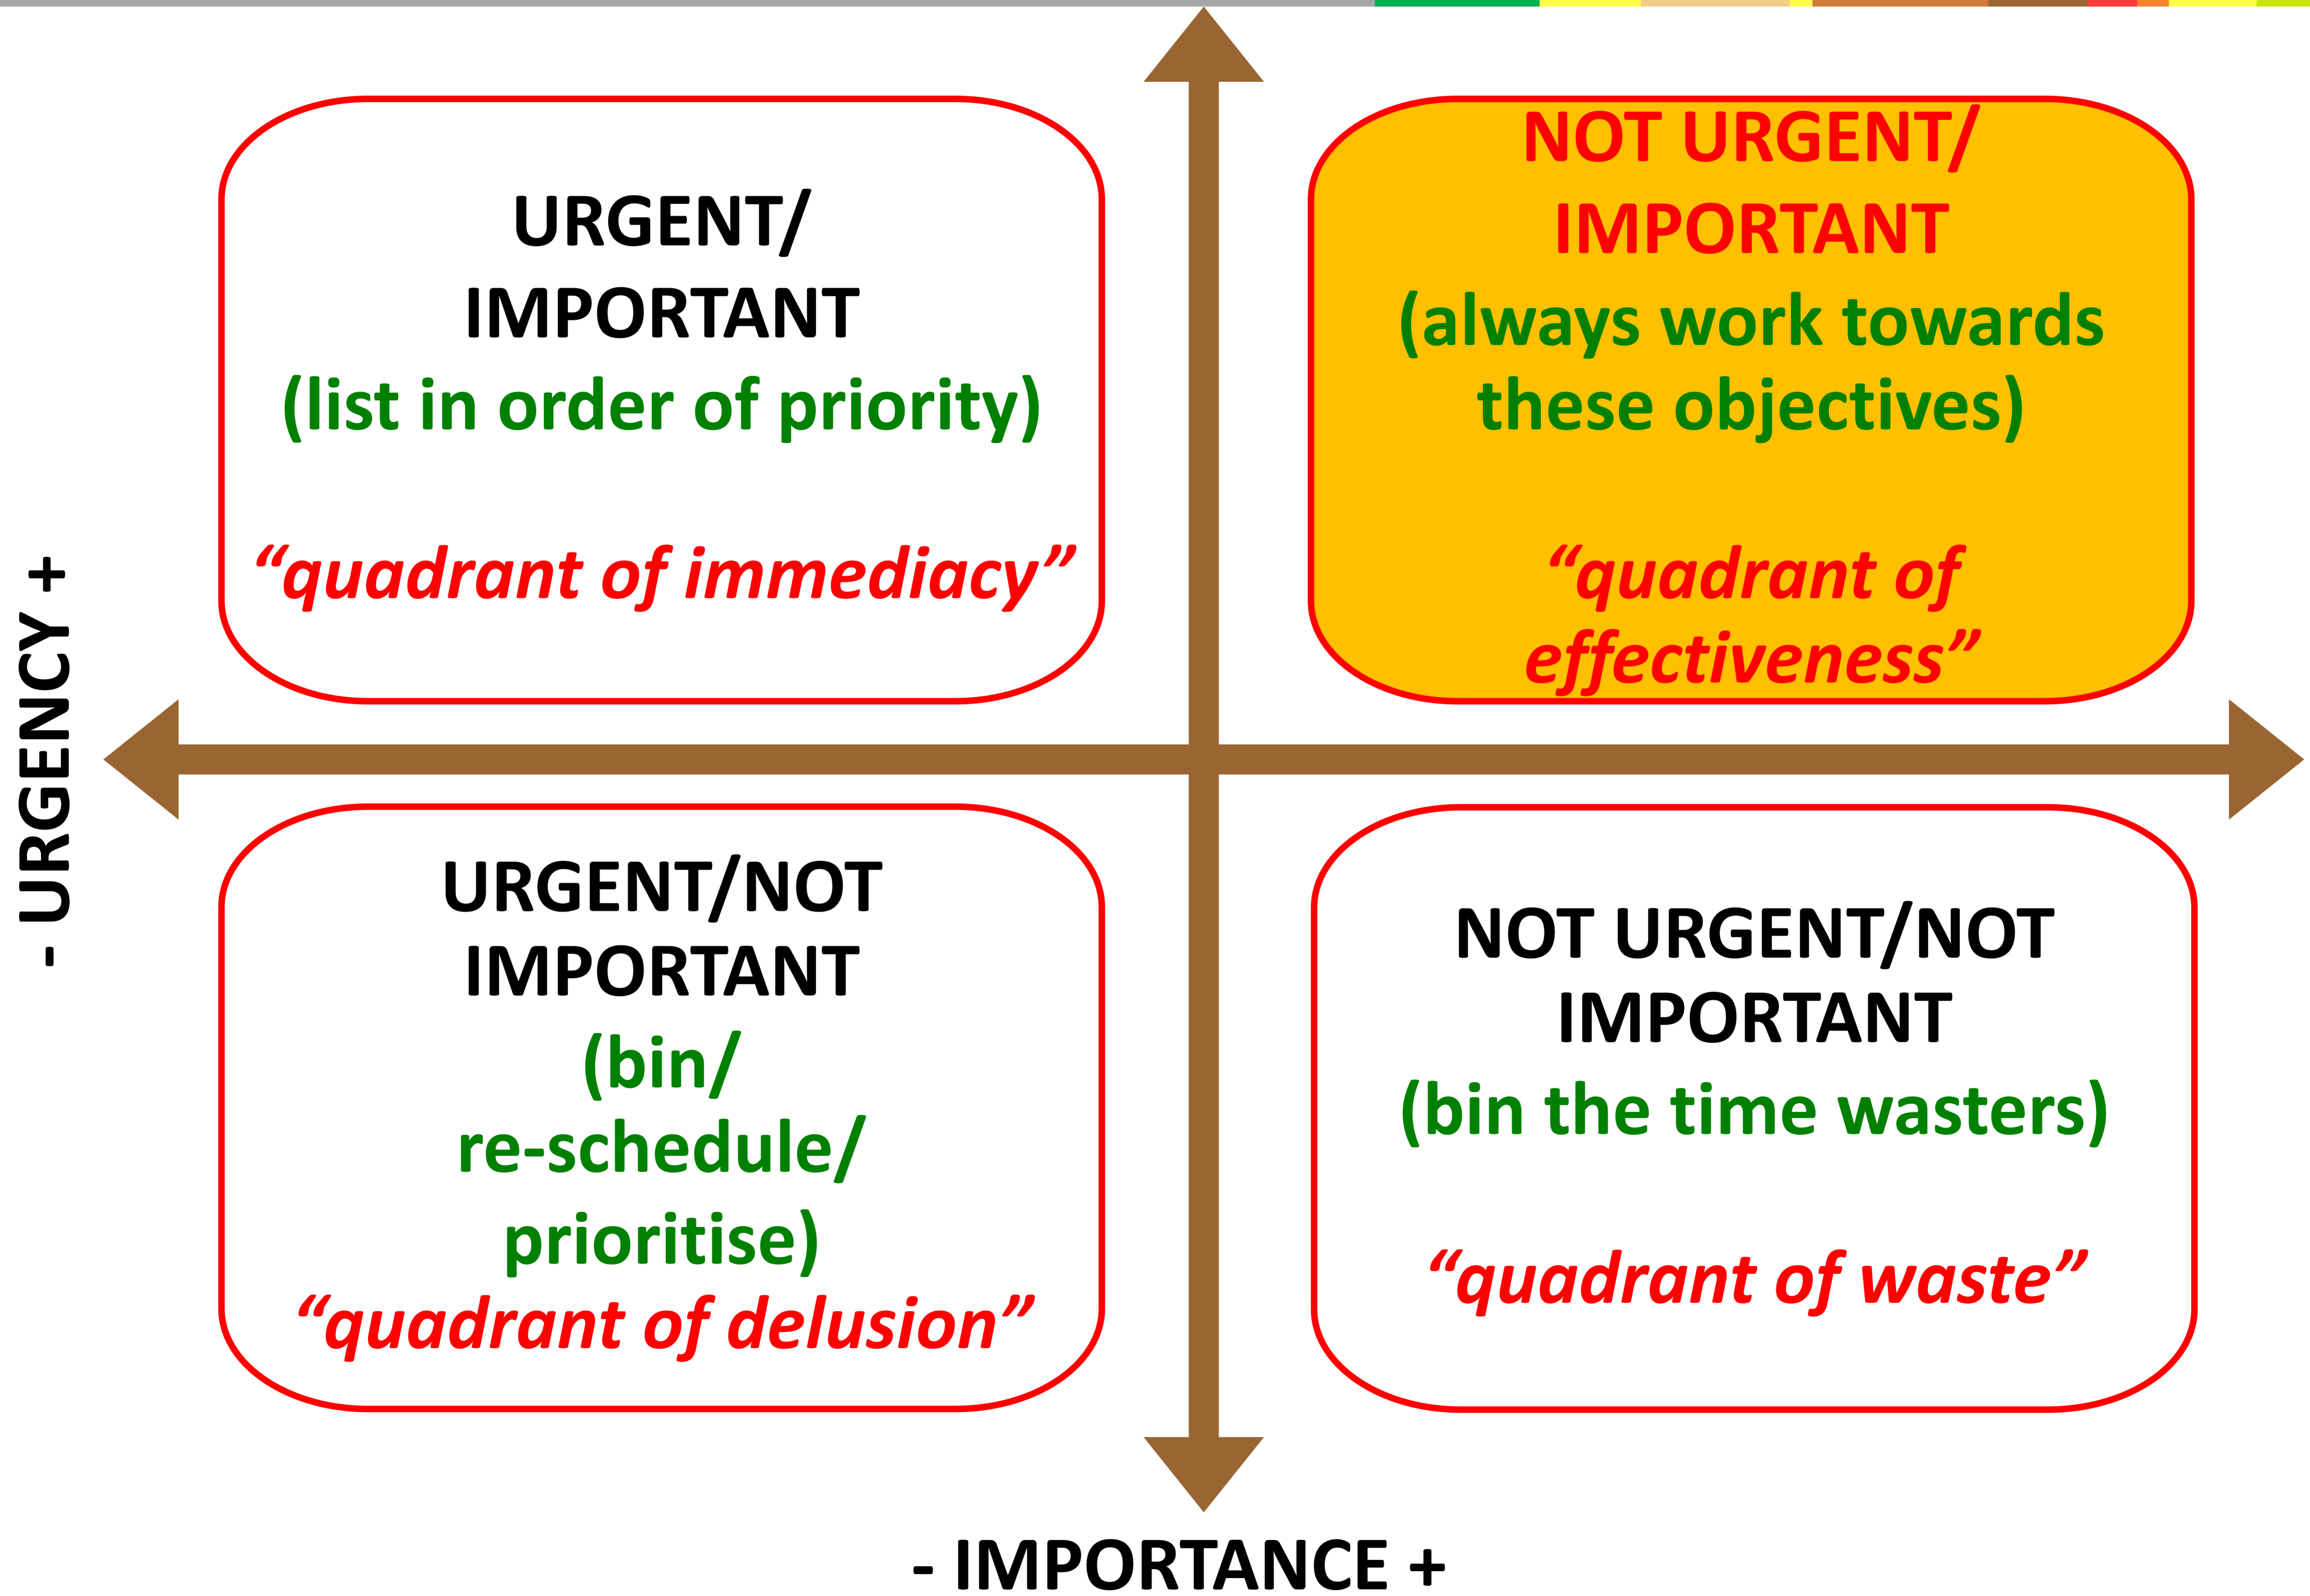 URGENT/
IMPORTANT
(list in order of priority)
“quadrant of immediacy”
NOT URGENT/
IMPORTANT
(always work towards
these objectives)
“quadrant of
effectiveness”
- URGENCY +
URGENT/NOT
IMPORTANT
(bin/
re-schedule/
prioritise)
“quadrant of delusion”
NOT URGENT/NOT
IMPORTANT
(bin the time wasters)
“quadrant of waste”
- IMPORTANCE +